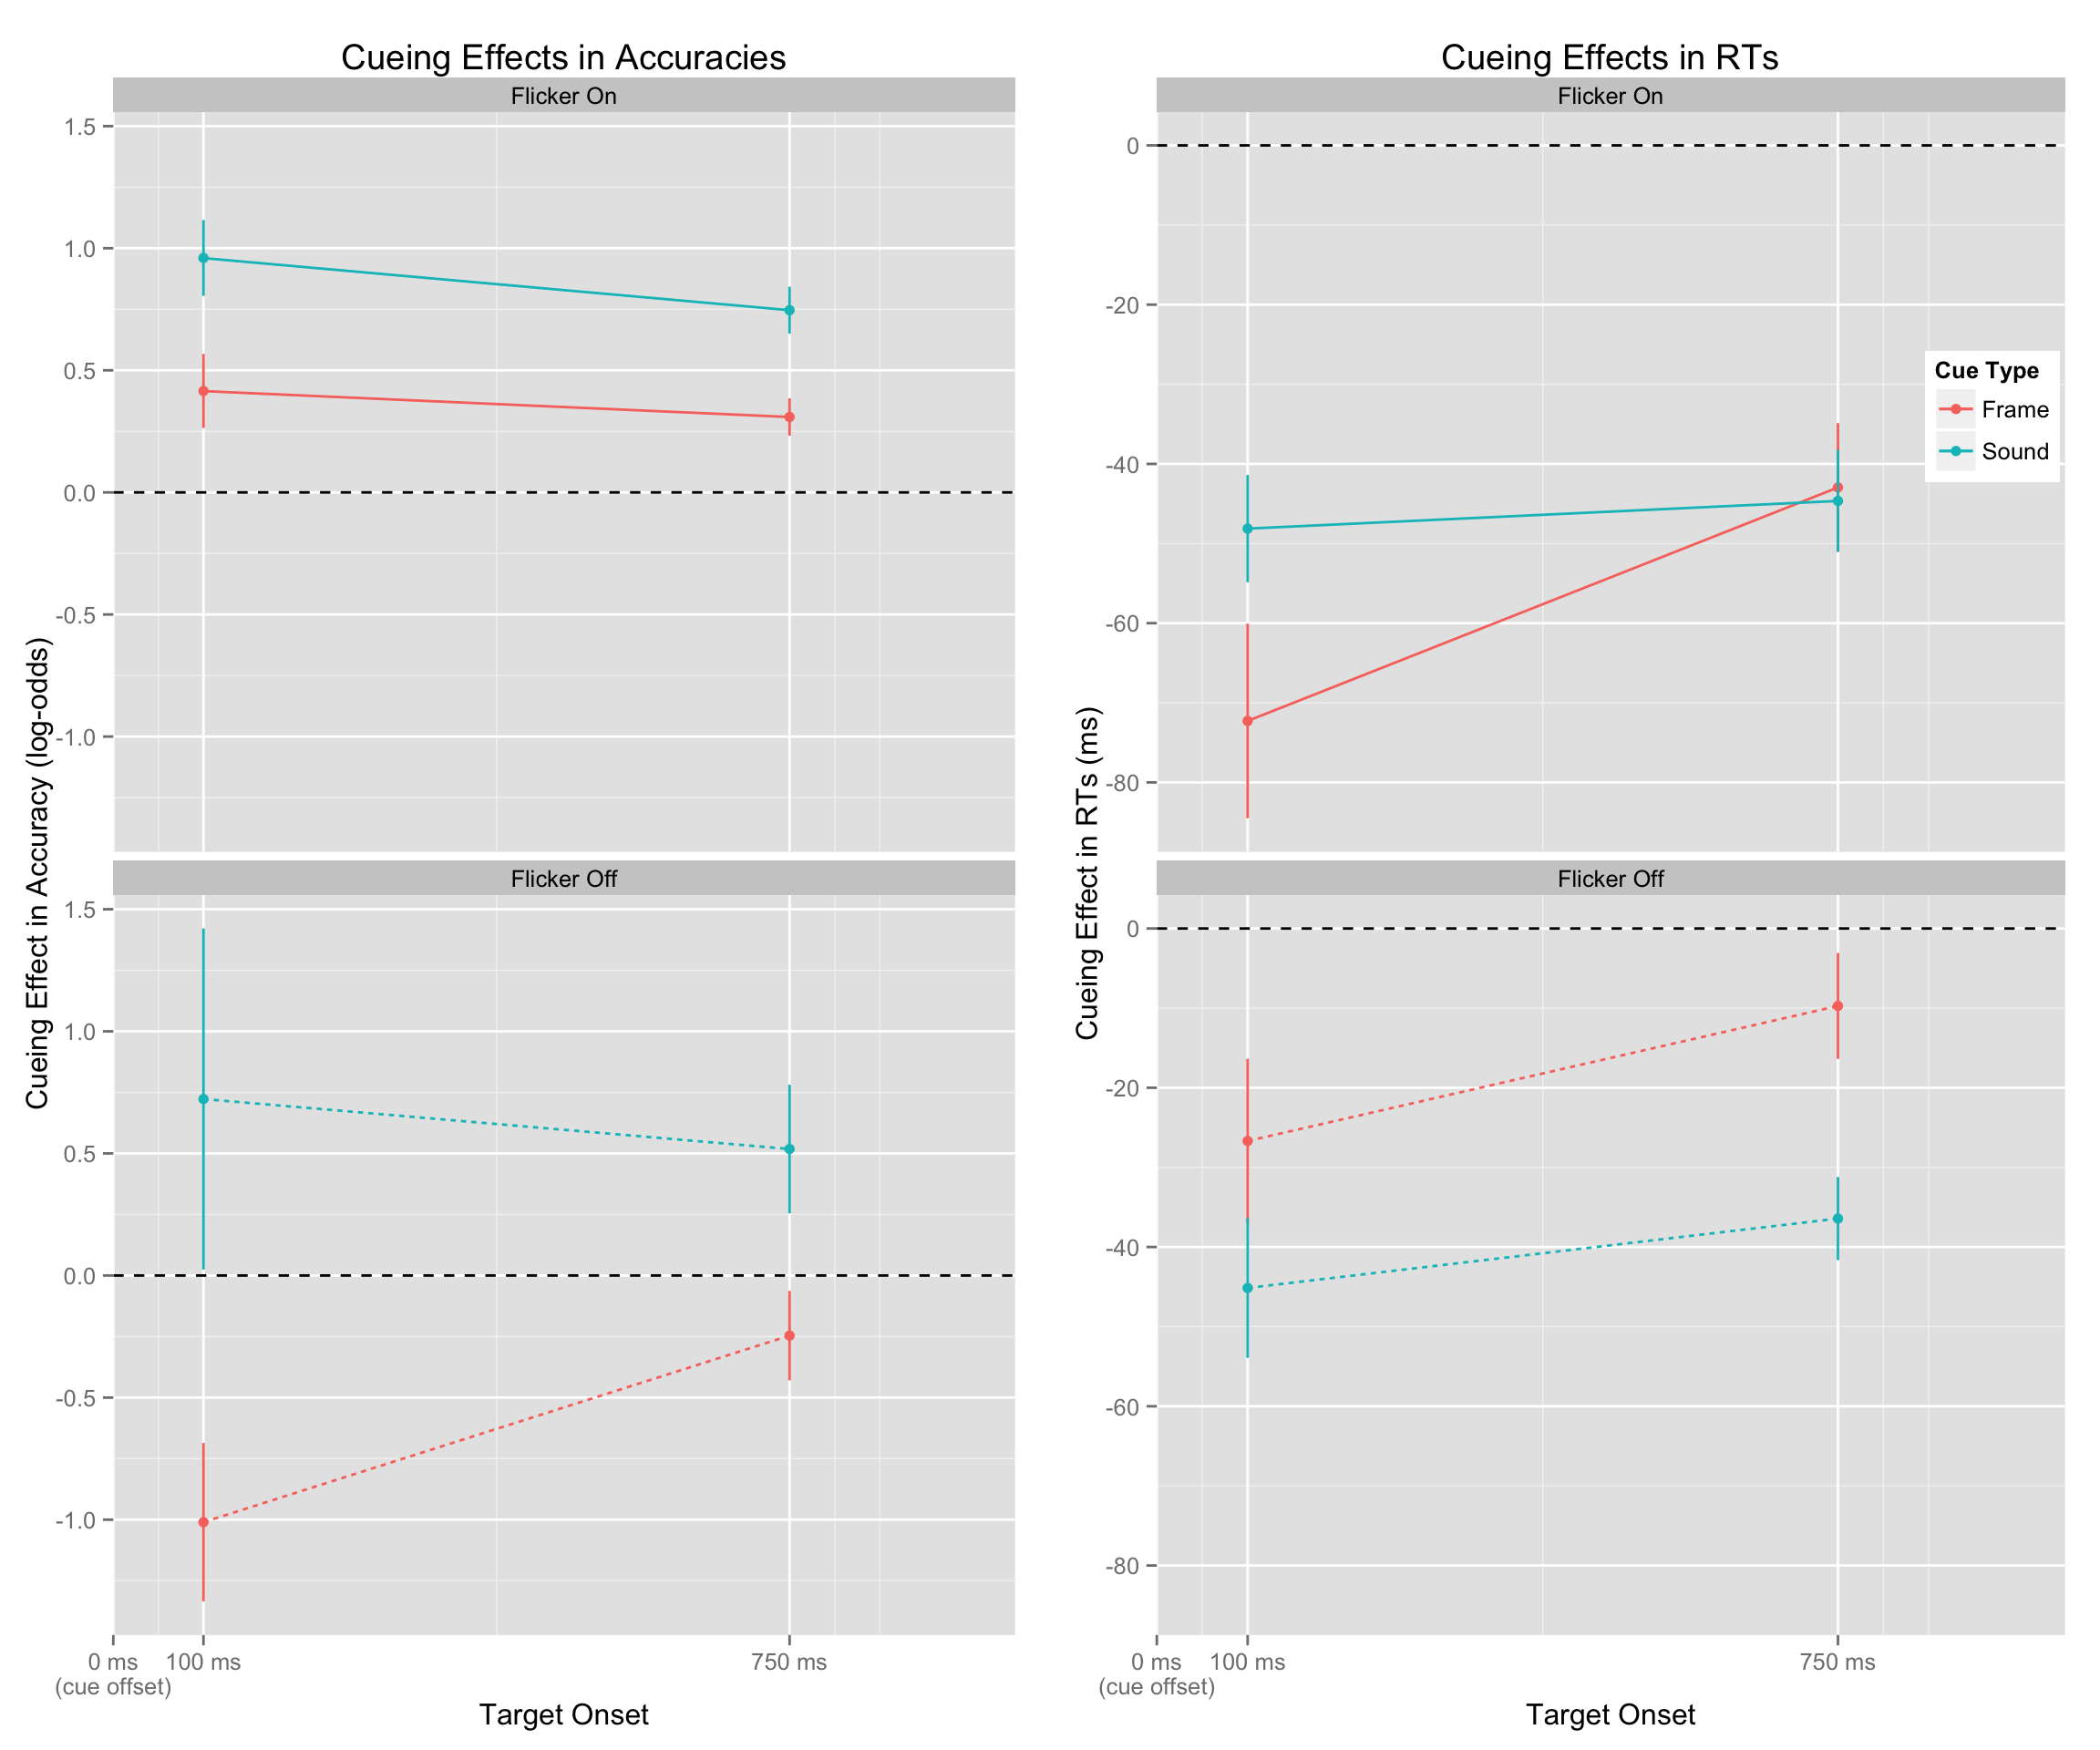 Cueing Effects in Accuracies
Flicker On
1.5
1.0
0.5
0.0
-0.5
-1.0
Flicker Off
1.5
1.0
0.5
0.0
-0.5
-1.0
Cueing Effect in Accuracy (log-odds)
0 ms
(cue offset)
100 ms
750 ms
Target Onset
Cueing Effects in RTs
Flicker On
0
-20
-40
-60
-80
Cue Type
Frame
Sound
Flicker Off
0
-20
-40
-60
-80
Cueing Effect in RTs (ms)
0 ms
(cue offset)
100 ms
750 ms
Target Onset